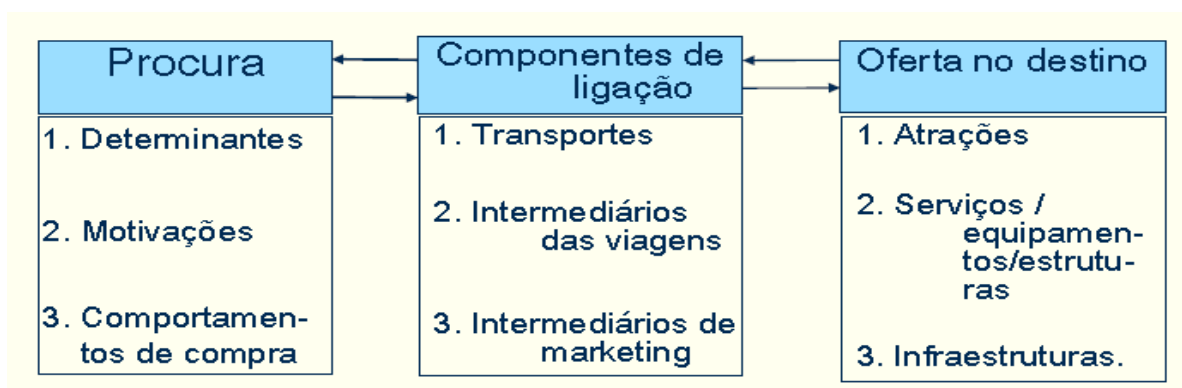 Procura
1. Determinantes
2. Motivações
3. Comportamen-
tos de compra
Componentes de
ligação
1. Transportes
2. Intermediários
das viagens
3. Intermediários de
marketing
Oferta no destino
1. Atrações
2. Serviços /
equipamen-
tos/estrutu-
ras
3. Infraestruturas.